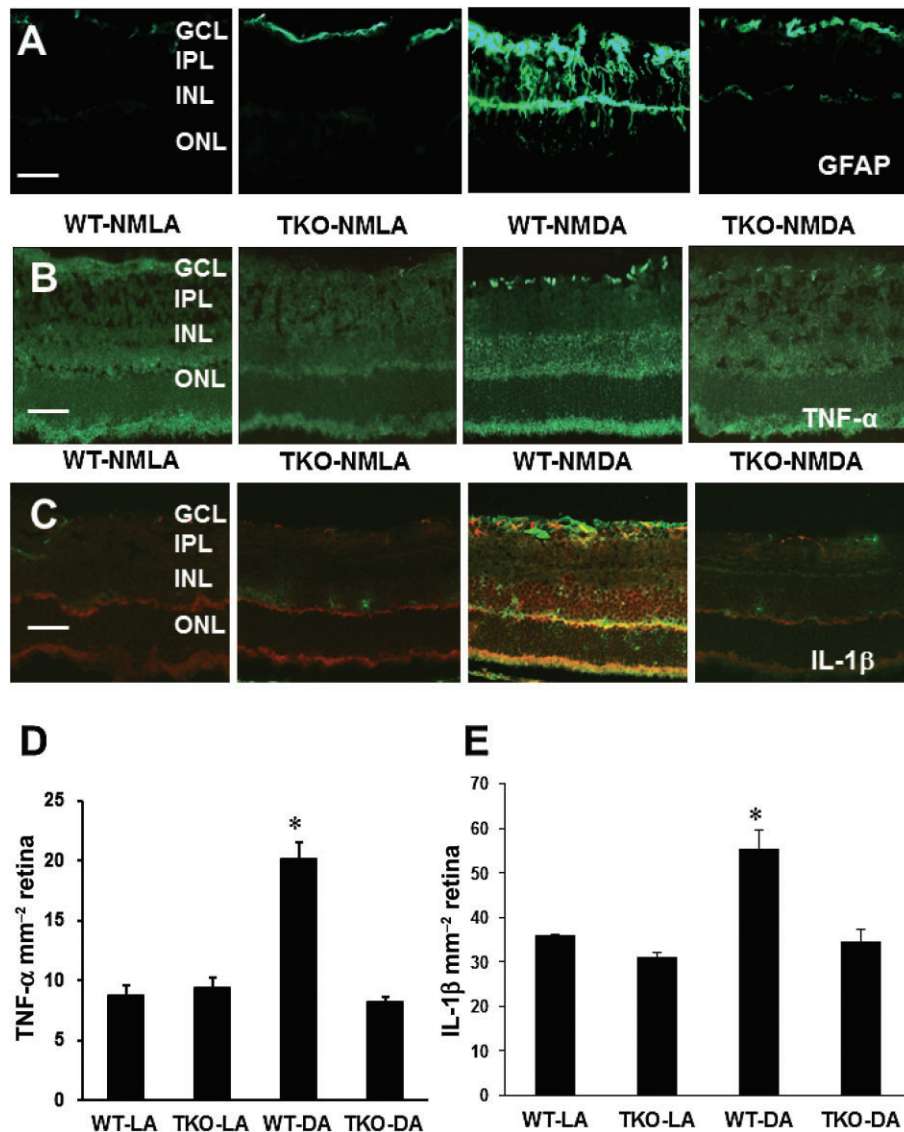 A
GCL
IPL
INL
ONL
GFAP
WT-NMLA TKO-NMLA WT-NMDA TKO-NMDA
B
GCL
IPL
INL
ONL
TNF-α
WT-NMLA TKO-NMLA WT-NMDA TKO-NMDA
C
GCL
IPL
INL
ONL
IL-1β
D
TNF-α mm⁻² retina
25
20
15
10
5
0
*
WT-LA TKO-LA WT-DA TKO-DA
E
IL-1β mm⁻² retina
70
60
50
40
30
20
10
0
*
WT-LA TKO-LA WT-DA TKO-DA